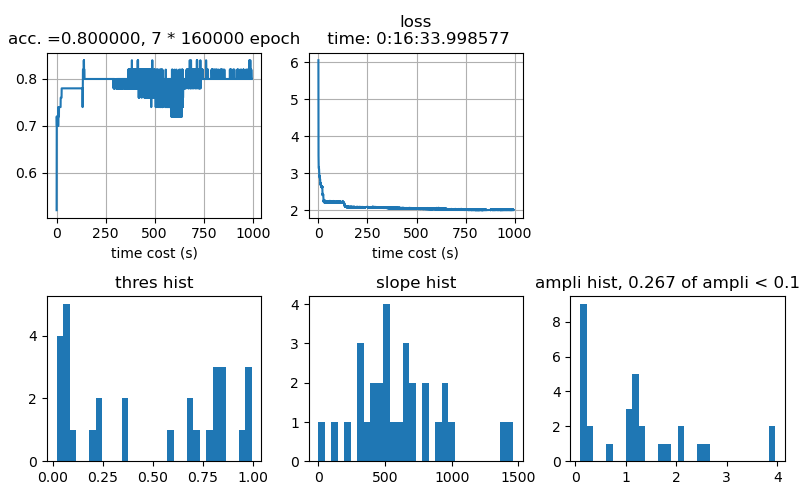 acc. =0.800000, 7 * 160000 epoch
0.8
0.7
0.6
0 250 500 750 1000
time cost (s)
loss
time: 0:16:33.998577
6
5
4
3
2
0 250 500 750 1000
time cost (s)
thres hist
4
2
0
0.00 0.25 0.50 0.75 1.00
slope hist
4
3
2
1
0
0 500 1000 1500
ampli hist, 0.267 of ampli < 0.1
8
6
4
2
0
0 1 2 3 4